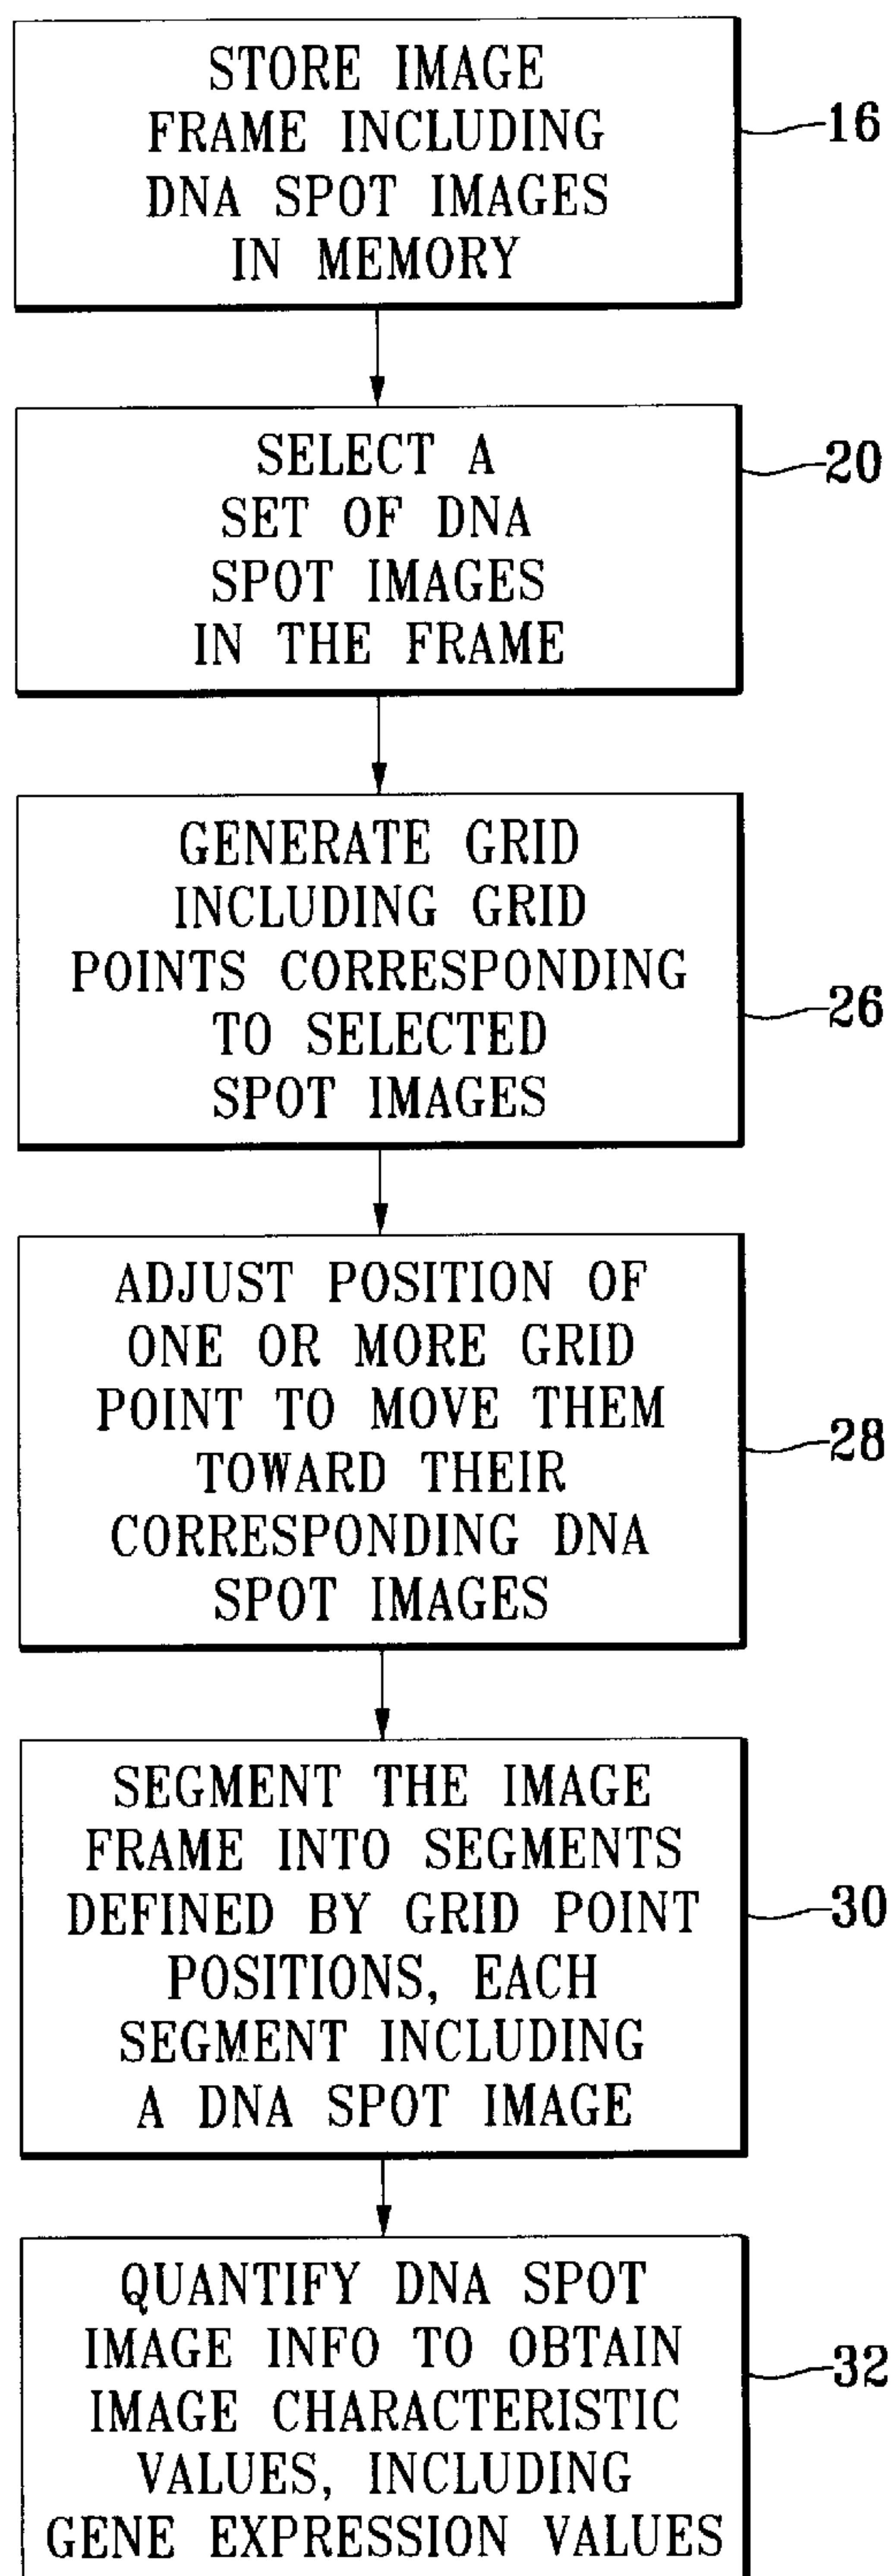 STORE IMAGE
FRAME INCLUDING
DNA SPOT IMAGES
IN MEMORY
16
SELECT A
SET OF DNA
SPOT IMAGES
IN THE FRAME
20
GENERATE GRID
INCLUDING GRID
POINTS CORRESPONDING
TO SELECTED
SPOT IMAGES
26
ADJUST POSITION OF
ONE OR MORE GRID
POINT TO MOVE THEM
TOWARD THEIR
CORRESPONDING DNA
SPOT IMAGES
28
SEGMENT THE IMAGE
FRAME INTO SEGMENTS
DEFINED BY GRID POINT
POSITIONS, EACH
SEGMENT INCLUDING
A DNA SPOT IMAGE
30
QUANTIFY DNA SPOT
IMAGE INFO TO OBTAIN
IMAGE CHARACTERISTIC
VALUES, INCLUDING
GENE EXPRESSION VALUES
32